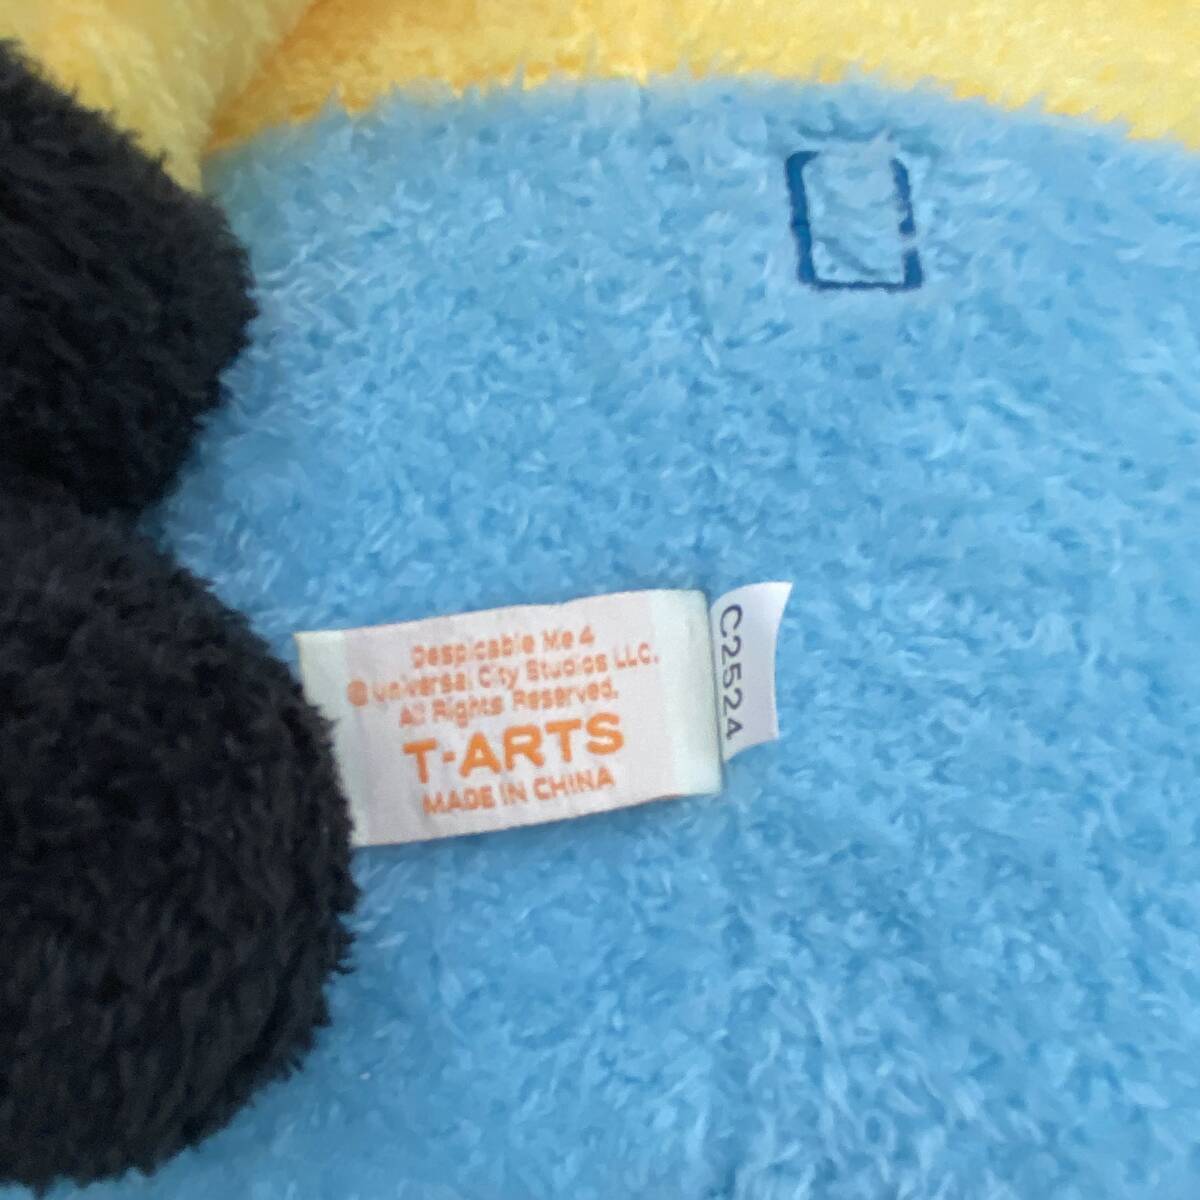 Despicable Me 4
© Universal City Studios LLC.
All Rights Reserved.
T-ARTS
MADE IN CHINA
C2524